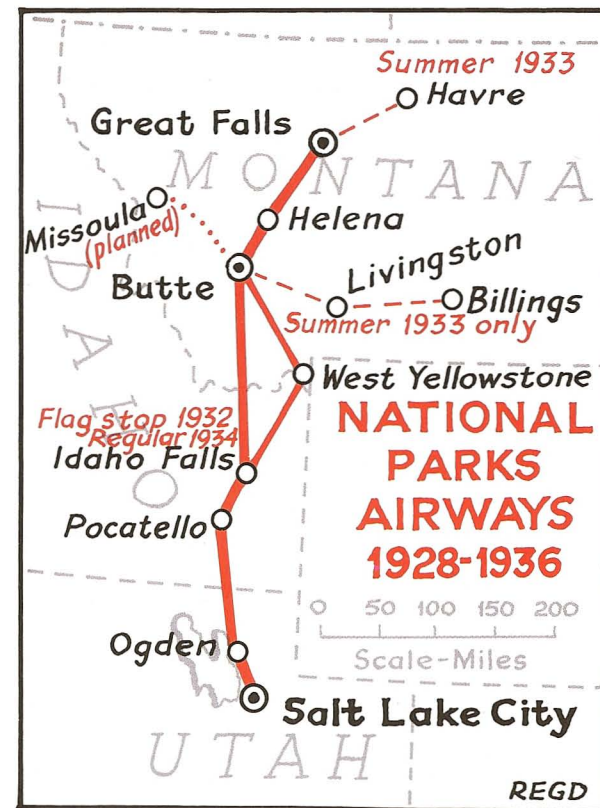 Summer 1933
Havre
Great Falls
MONTANA
Helena
Missoula
(planned)
Butte
Livingston
Billings
Summer 1933 only
IDAHO
West Yellowstone
Flag stop 1932
Regular 1934
Idaho Falls
Pocatello
NATIONAL
PARKS
AIRWAYS
1928-1936
0 50 100 150 200
Scale-Miles
Ogden
Salt Lake City
UTAH
REGD